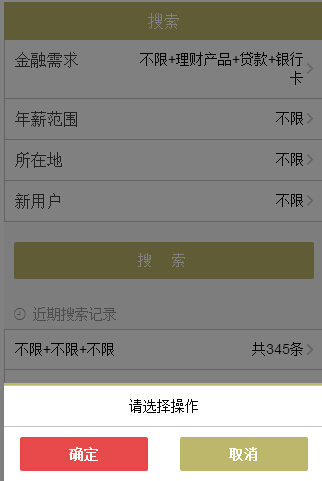 搜索
金融需求
不限+理财产品+贷款+银行
卡
年薪范围 不限
所在地 不限
新用户 不限
搜 索
近期搜索记录
不限+不限+不限 共345条
请选择操作
确定 取消